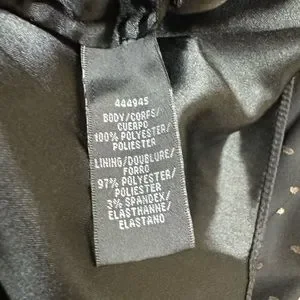 444945
BODY/CORPS/
CUERPO
100% POLYESTER/
POLIESTER
LINING/DOUBLURE/
FORRO
97% POLYESTER/
POLIESTER
3% SPANDEX/
ELASTHANNE/
ELASTANO